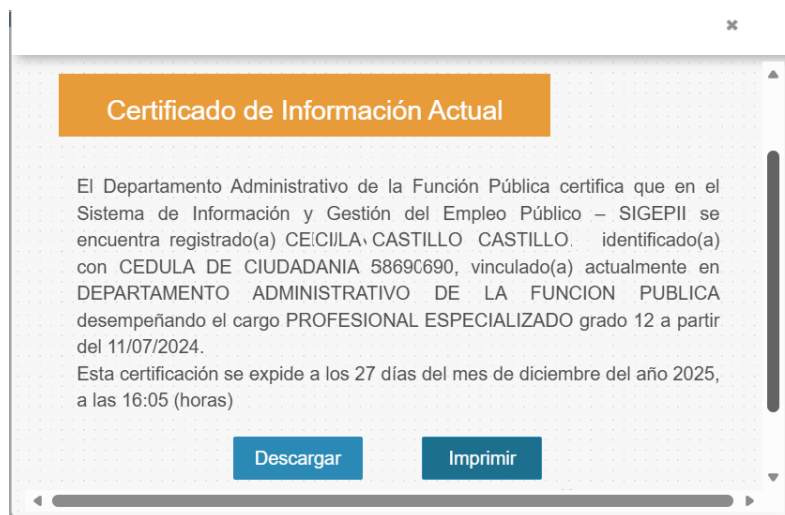 Certificado de Información Actual
El Departamento Administrativo de la Función Pública certifica que en el
Sistema de Información y Gestión del Empleo Público – SIGEPII se
encuentra registrado(a) CASTILLO CASTILLO. identificado(a)
con CEDULA DE CIUDADANIA 58690690, vinculado(a) actualmente en
DEPARTAMENTO ADMINISTRATIVO DE LA FUNCION PUBLICA
desempeñando el cargo PROFESIONAL ESPECIALIZADO grado 12 a partir
del 11/07/2024.
Esta certificación se expide a los 27 días del mes de diciembre del año 2025,
a las 16:05 (horas)
Descargar Imprimir